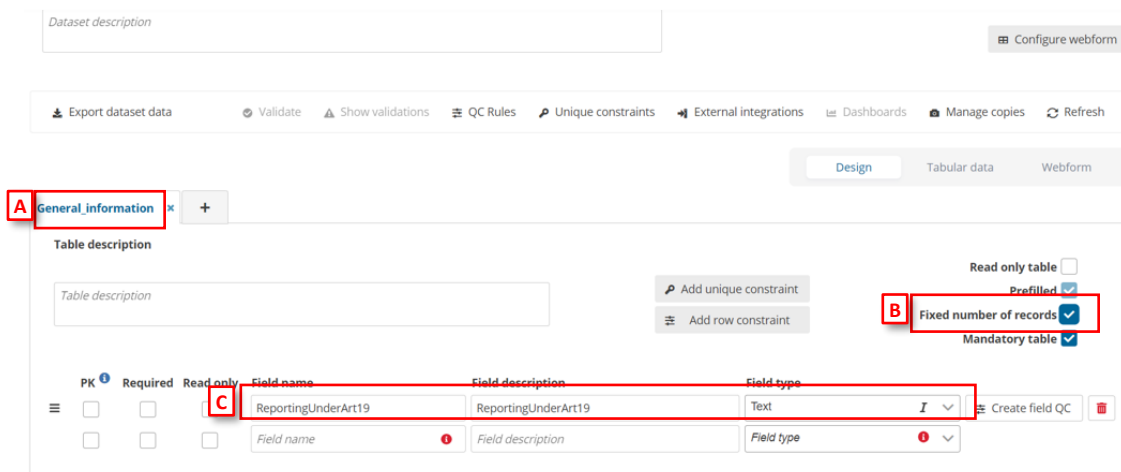 Dataset description
Configure webform
Export dataset data Validate Show validations QC Rules Unique constraints External integrations Dashboards Manage copies Refresh
Design Tabular data Webform
A General_information × +
Table description
Read only table
Table description Add unique constraint Prefilled
B Fixed number of records
Add row constraint
Mandatory table
PK i Required Read only Field name Field description Field type
C ReportingUnderArt19 ReportingUnderArt19 Text I Create field QC
Field name Field description Field type